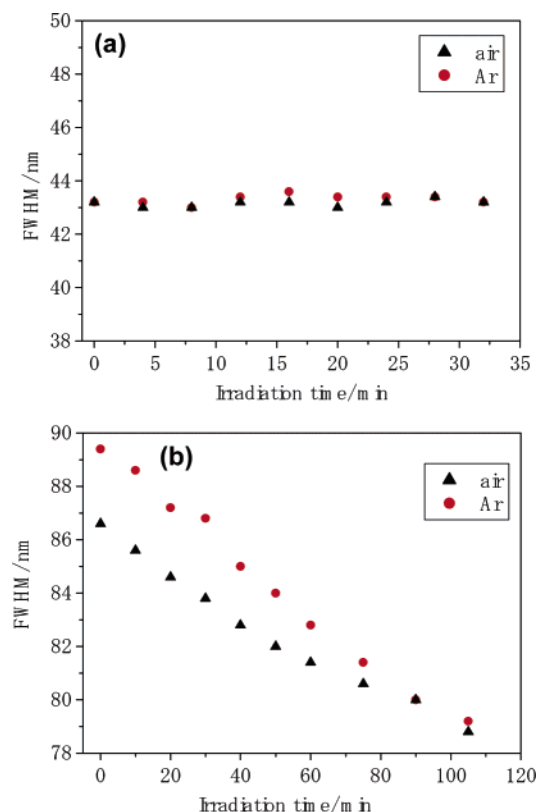 (a)
air
Ar
50
48
46
44
42
40
38
FWHM/nm
0 5 10 15 20 25 30 35
Irradiation time/min
(b)
air
Ar
90
88
86
84
82
80
78
FWHM/nm
0 20 40 60 80 100 120
Irradiation time/min